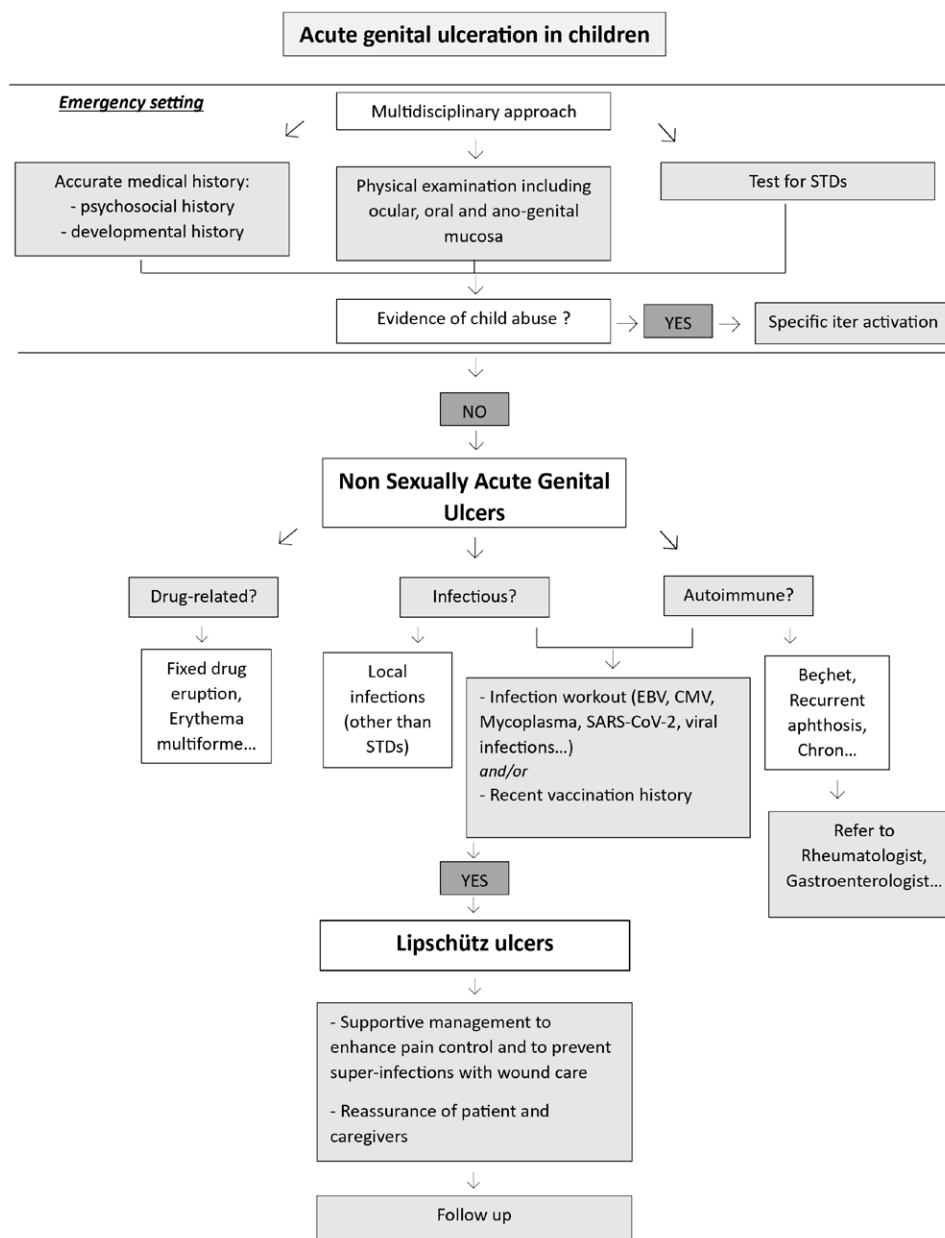 Acute genital ulceration in children
Emergency setting
Multidisciplinary approach
Accurate medical history:
- psychosocial history
- developmental history
Physical examination including
ocular, oral and ano-genital
mucosa
Test for STDs
Evidence of child abuse ?
YES
Specific iter activation
NO
Non Sexually Acute Genital
Ulcers
Drug-related?
Infectious?
Autoimmune?
Fixed drug
eruption,
Erythema
multiforme...
Local
infections
(other than
STDs)
- Infection workout (EBV, CMV,
Mycoplasma, SARS-CoV-2, viral
infections...)
and/or
- Recent vaccination history
Beçhet,
Recurrent
aphthosis,
Chron...
Refer to
Rheumatologist,
Gastroenterologist...
YES
Lipschütz ulcers
- Supportive management to
enhance pain control and to prevent
super-infections with wound care
- Reassurance of patient and
caregivers
Follow up